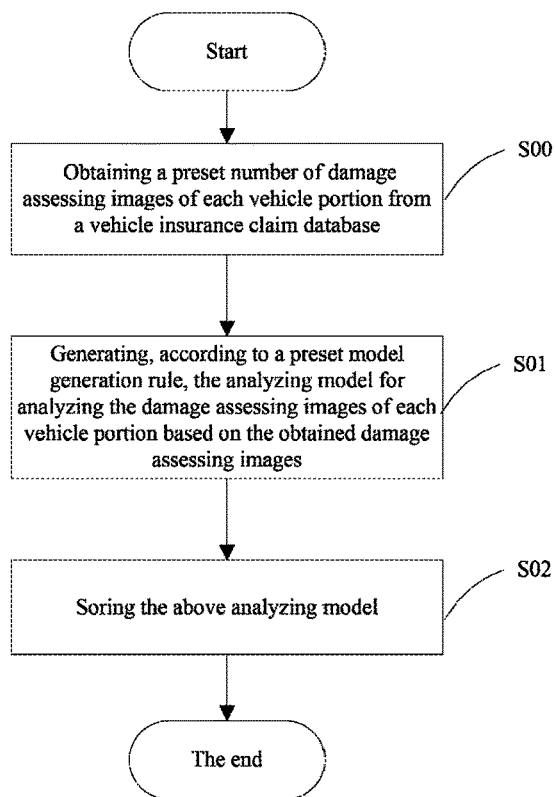 Start
S00
Obtaining a preset number of damage
assessing images of each vehicle portion from
a vehicle insurance claim database
S01
Generating, according to a preset model
generation rule, the analyzing model for
analyzing the damage assessing images of each
vehicle portion based on the obtained damage
assessing images
S02
Soring the above analyzing model
The end